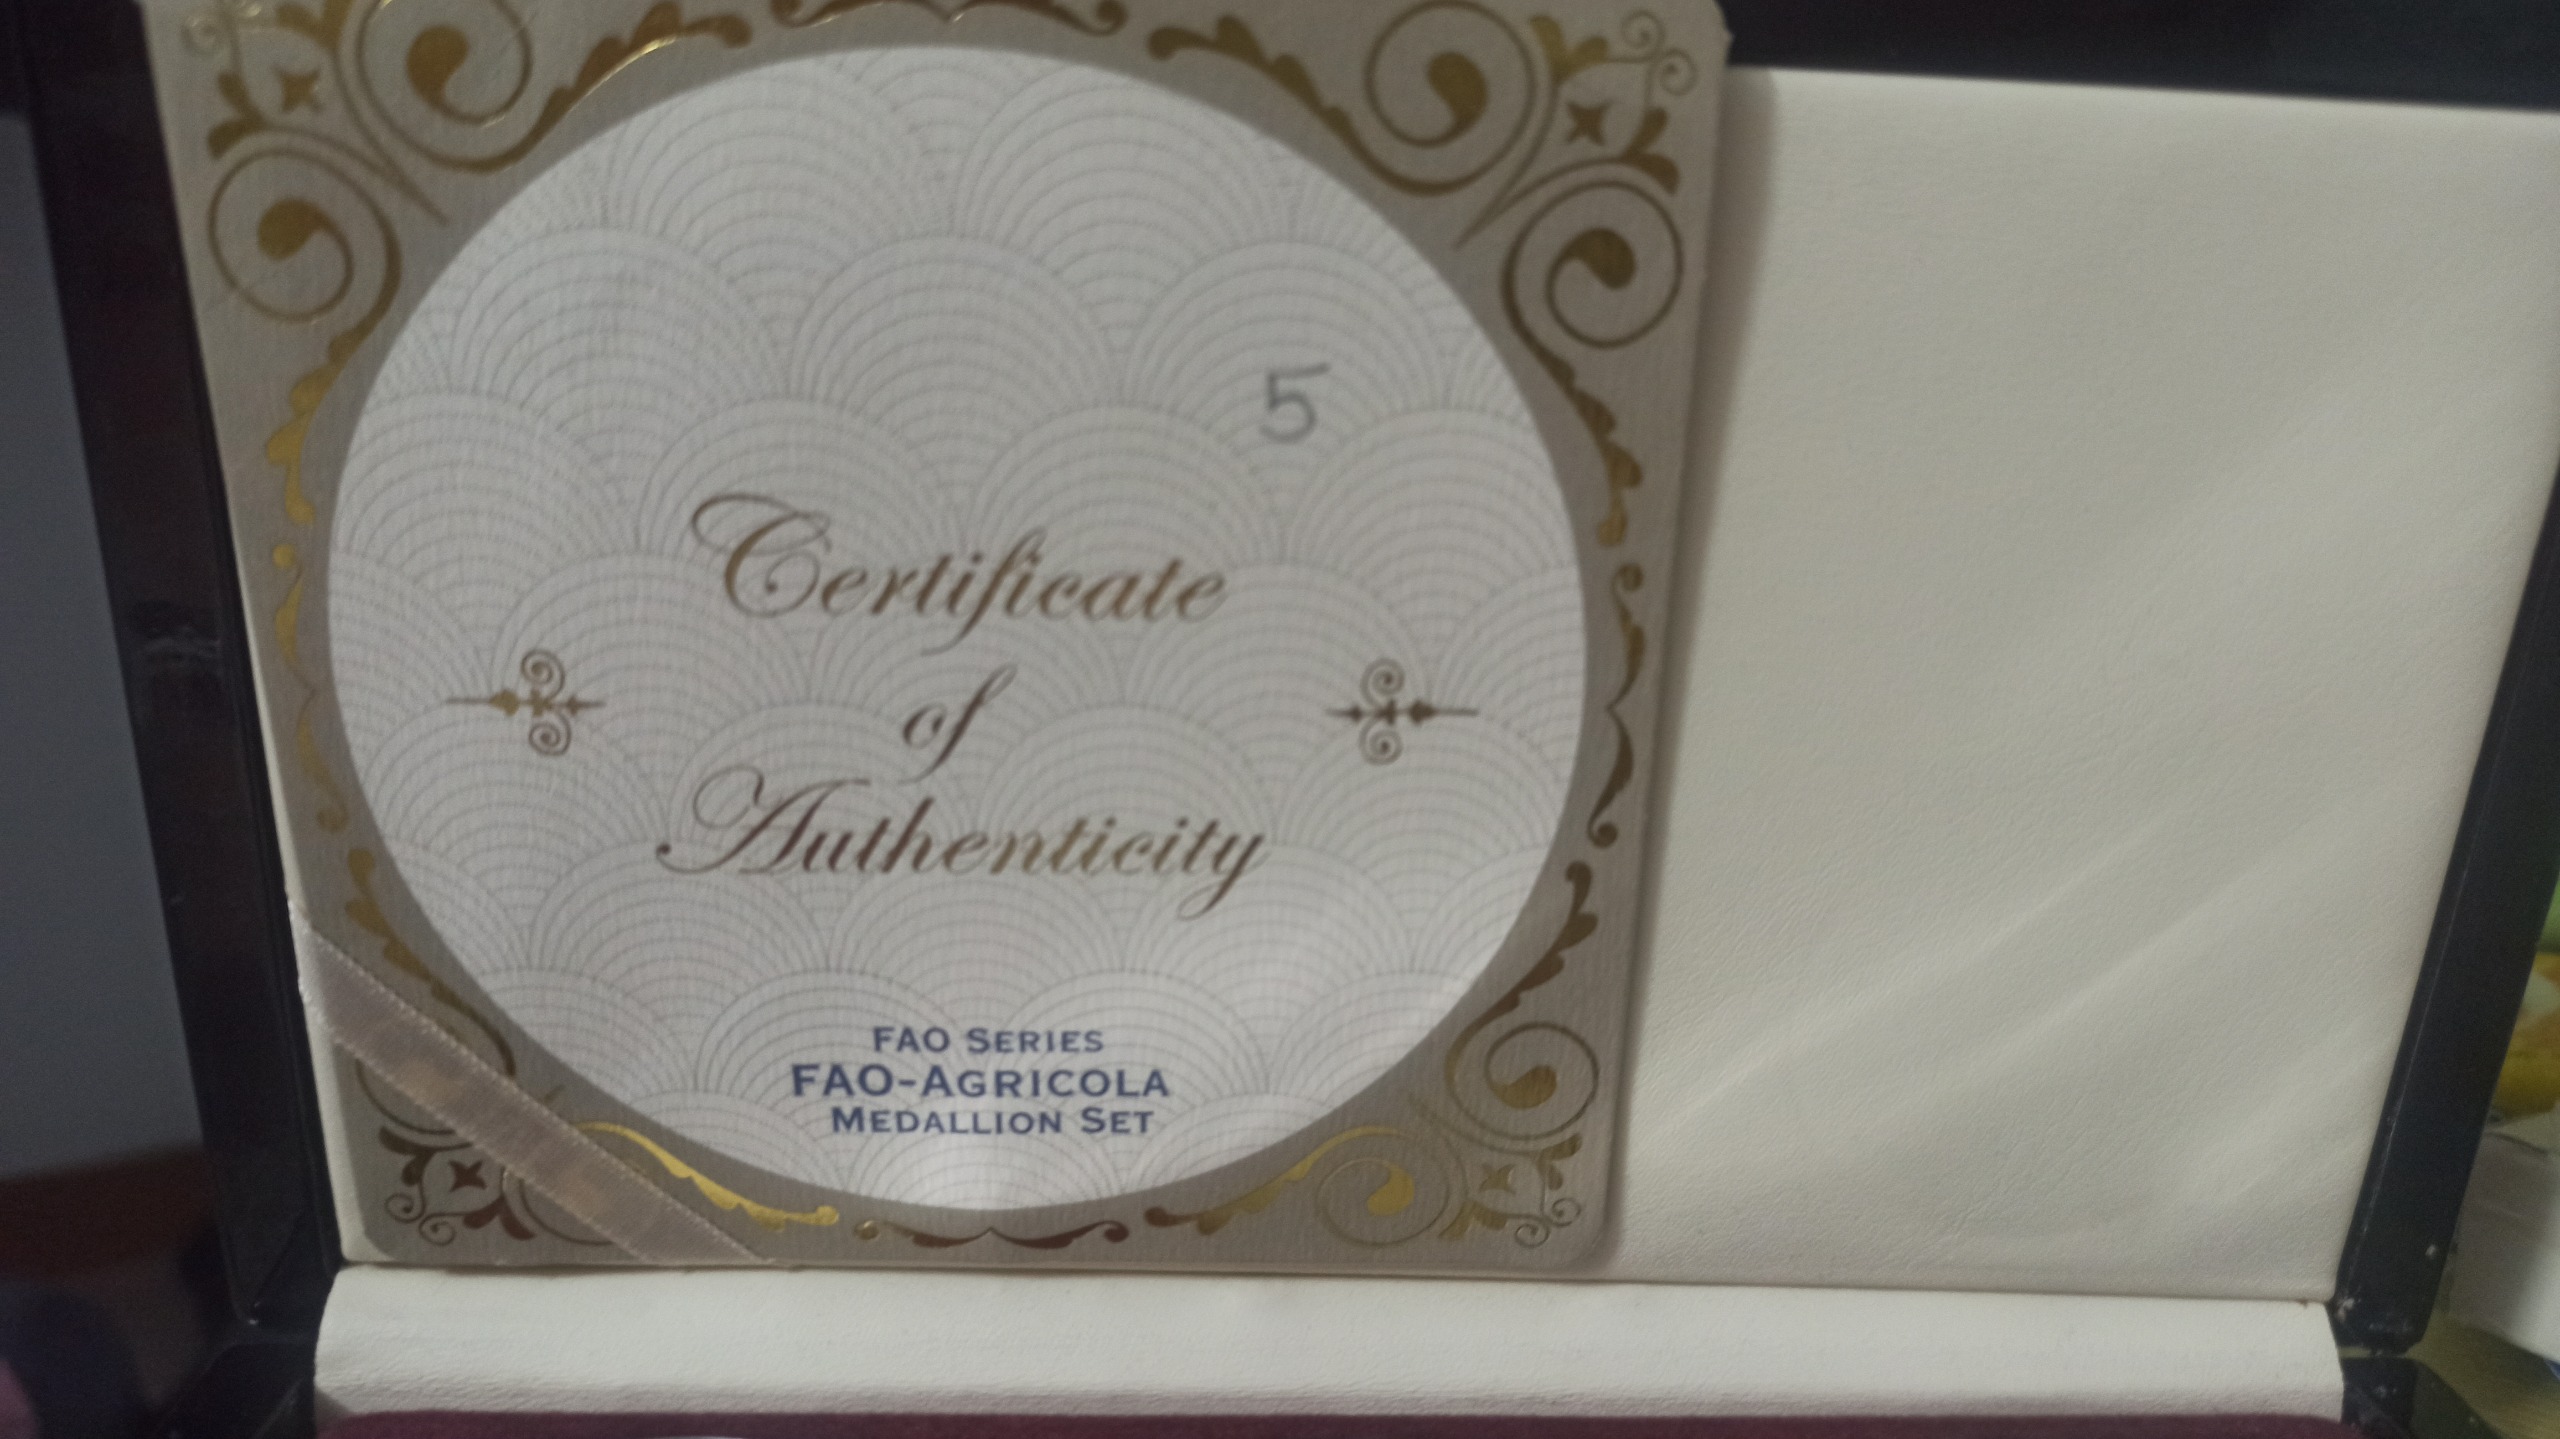 5
Certificate
of
Authenticity
FAO SERIES
FAO-AGRICOLA
MEDALLION SET